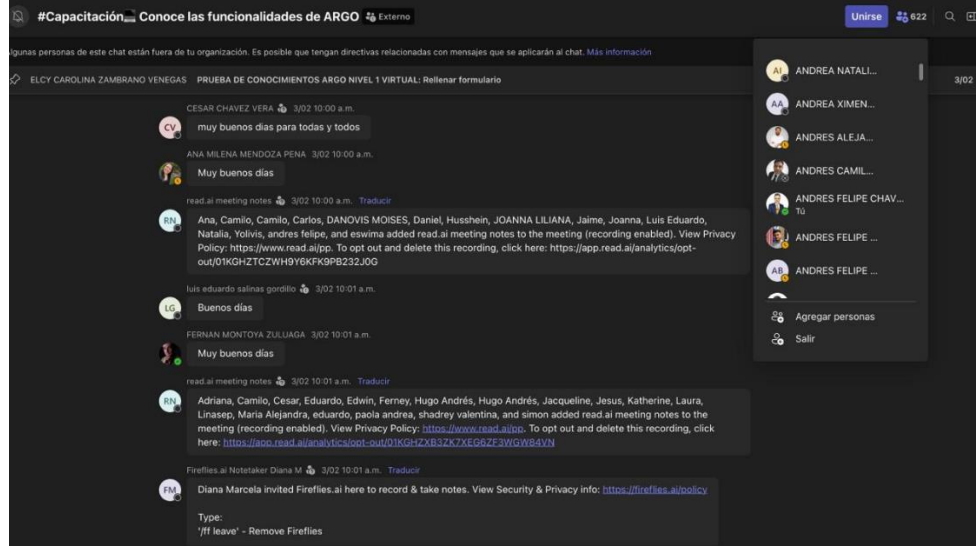 #Capacitación Conoce las funcionalidades de ARGO Externo
Unirse 622
Algunas personas de este chat están fuera de tu organización. Es posible que tengan directivas relacionadas con mensajes que se aplicarán al chat. Más información
ELCY CAROLINA ZAMBRANO VENEGAS PRUEBA DE CONOCIMIENTOS ARGO NIVEL 1 VIRTUAL: Rellenar formulario
3/02
CESAR CHAVEZ VERA 3/02 10:00 a.m.
CV
muy buenos dias para todas y todos
ANA MILENA MENDOZA PENA 3/02 10:00 a.m.
Muy buenos días
read.ai meeting notes 3/02 10:00 a.m. Traducir
RN
Ana, Camilo, Camilo, Carlos, DANOVIS MOISES, Daniel, Husshein, JOANNA LILIANA, Jaime, Joanna, Luis Eduardo,
Natalia, Yolivis, andres felipe, and eswima added read.ai meeting notes to the meeting (recording enabled). View Privacy
Policy: https://www.read.ai/pp. To opt out and delete this recording, click here: https://app.read.ai/analytics/opt-
out/01KGHZTCZWH9Y6KFK9PB232J0G
luis eduardo salinas gordillo 3/02 10:01 a.m.
LG
Buenos días
FERNAN MONTOYA ZULUAGA 3/02 10:01 a.m.
Muy buenos días
read.ai meeting notes 3/02 10:01 a.m. Traducir
RN
Adriana, Camilo, Cesar, Eduardo, Edwin, Ferney, Hugo Andrés, Hugo Andrés, Jacqueline, Jesus, Katherine, Laura,
Linasep, Maria Alejandra, eduardo, paola andrea, shadrey valentina, and simon added read.ai meeting notes to the
meeting (recording enabled). View Privacy Policy: https://www.read.ai/pp. To opt out and delete this recording, click
here: https://app.read.ai/analytics/opt-out/01KGHZXB3ZK7XEG6ZF3WGW84VN
Fireflies.ai Notetaker Diana M 3/02 10:01 a.m. Traducir
FM
Diana Marcela invited Fireflies.ai here to record & take notes. View Security & Privacy info: https://fireflies.ai/policy
Type:
'/ff leave' - Remove Fireflies
AI ANDREA NATALI...
AA ANDREA XIMEN...
ANDRES ALEJA...
ANDRES CAMIL...
ANDRES FELIPE CHAV...
Tú
ANDRES FELIPE ...
AB ANDRES FELIPE ...
Agregar personas
Salir